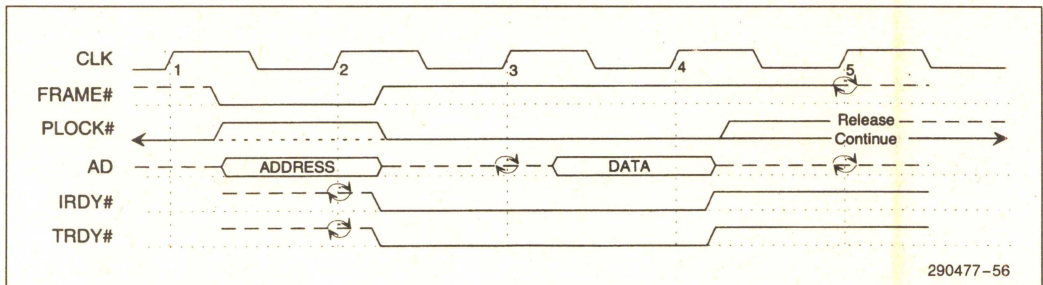 CLK
1 2 3 4 5
FRAME#
PLOCK#
Release
Continue
AD
ADDRESS
DATA
IRDY#
TRDY#
290477-56